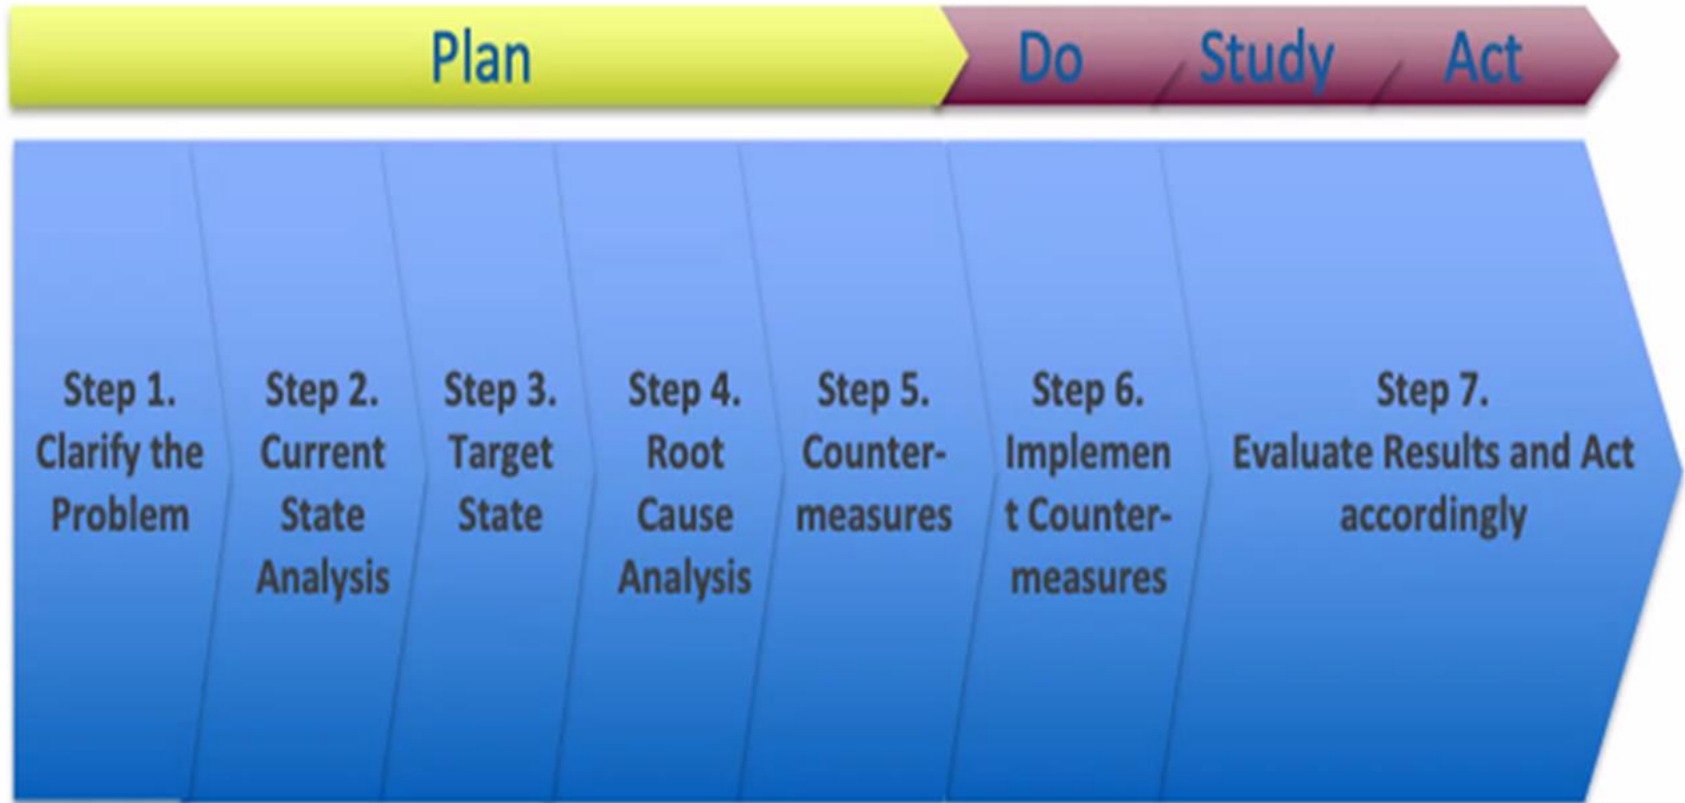 Plan
Do
Study
Act
Step 1.
Clarify the
Problem
Step 2.
Current
State
Analysis
Step 3.
Target
State
Step 4.
Root
Cause
Analysis
Step 5.
Counter-
measures
Step 6.
Implemen
t Counter-
measures
Step 7.
Evaluate Results and Act
accordingly